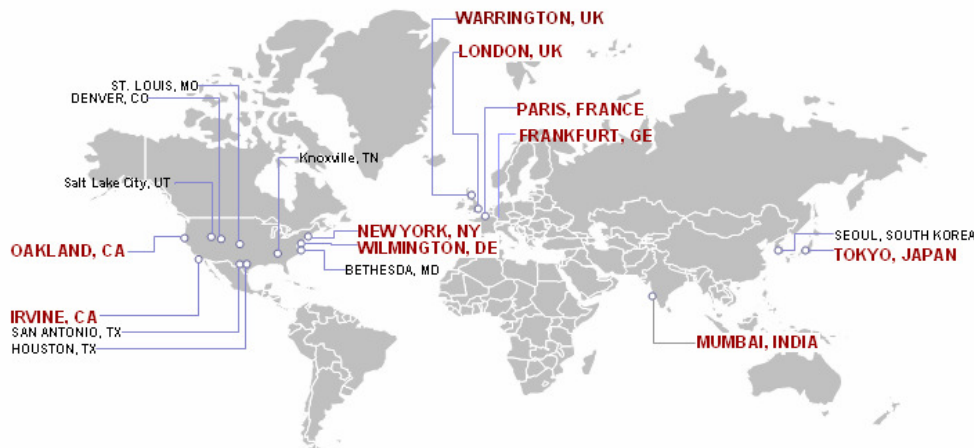 WARRINGTON, UK
LONDON, UK
ST. LOUIS, MO
DENVER, CO
PARIS, FRANCE
FRANKFURT, GE
Knoxville, TN
Salt Lake City, UT
NEW YORK, NY
OAKLAND, CA
WILMINGTON, DE
BETHESDA, MD
SEOUL, SOUTH KOREA
TOKYO, JAPAN
IRVINE, CA
SAN ANTONIO, TX
HOUSTON, TX
MUMBAI, INDIA